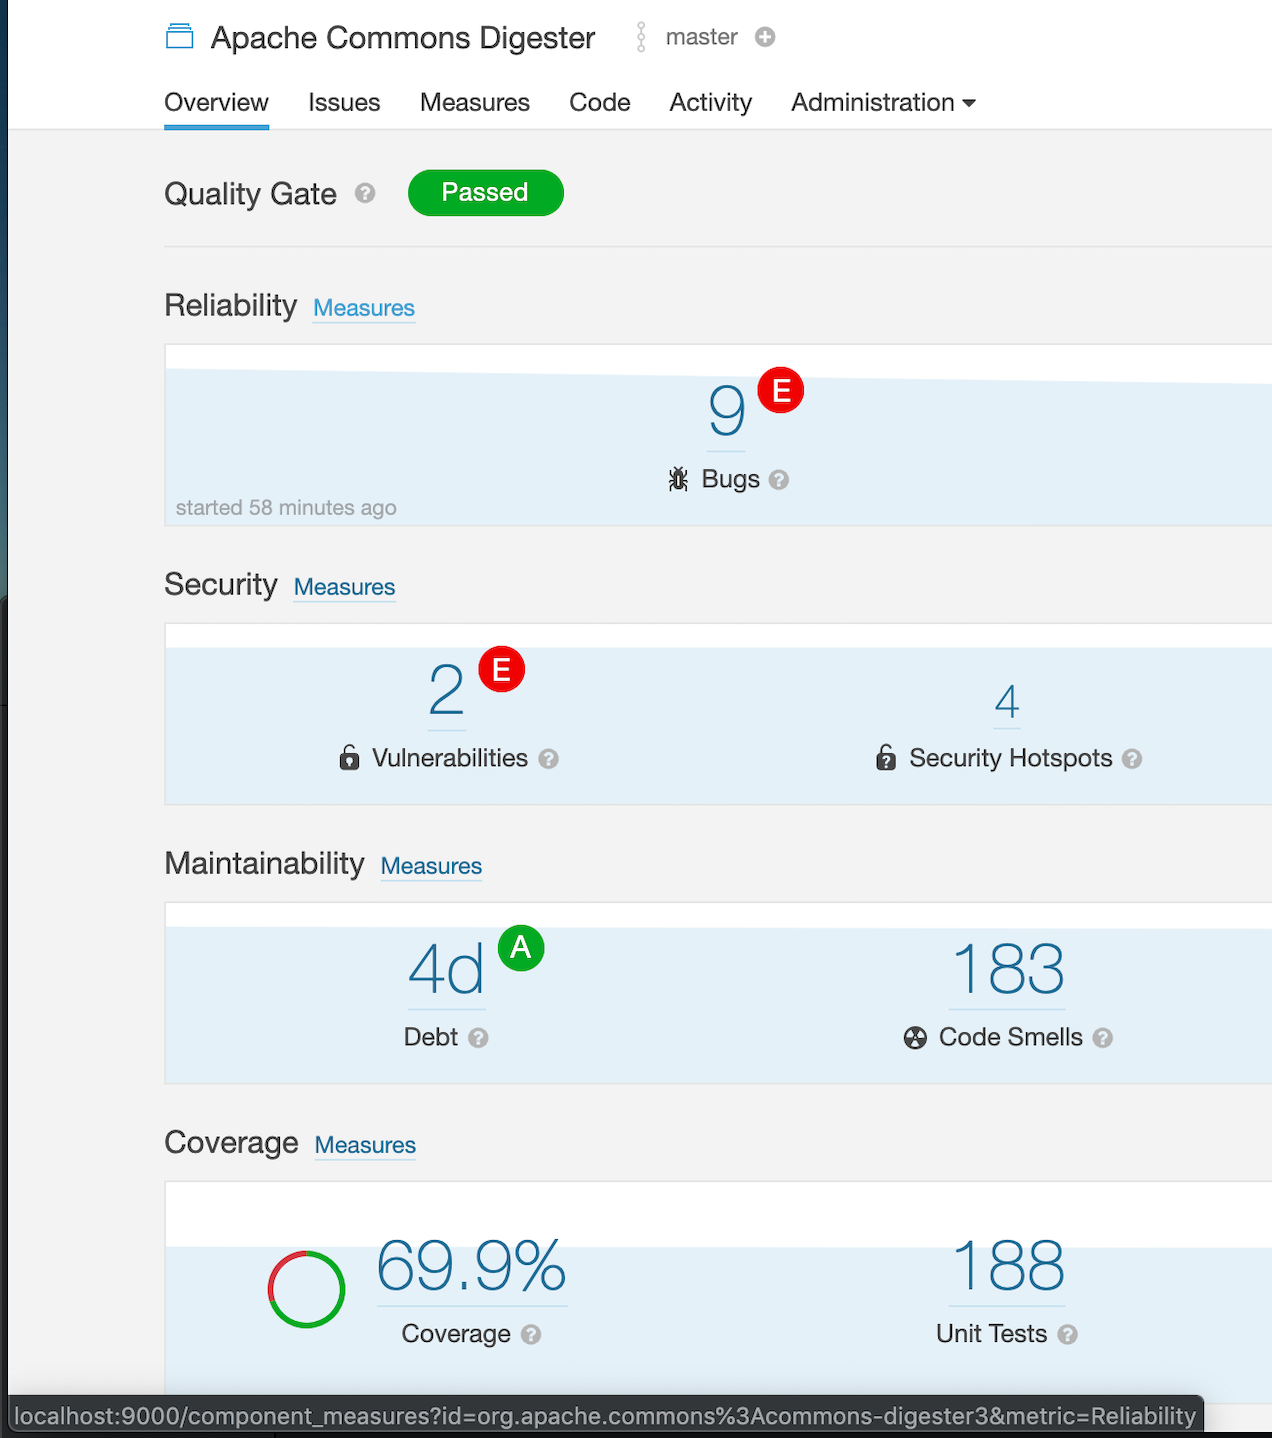 Apache Commons Digester master
Overview Issues Measures Code Activity Administration
Quality Gate ? Passed
Reliability Measures
9 E
Bugs ?
started 58 minutes ago
Security Measures
2 E 4
Vulnerabilities ? Security Hotspots ?
Maintainability Measures
4d A 183
Debt ? Code Smells ?
Coverage Measures
69.9% 188
Coverage ? Unit Tests ?
localhost:9000/component_measures?id=org.apache.commons%3Acommons-digester3&metric=Reliability